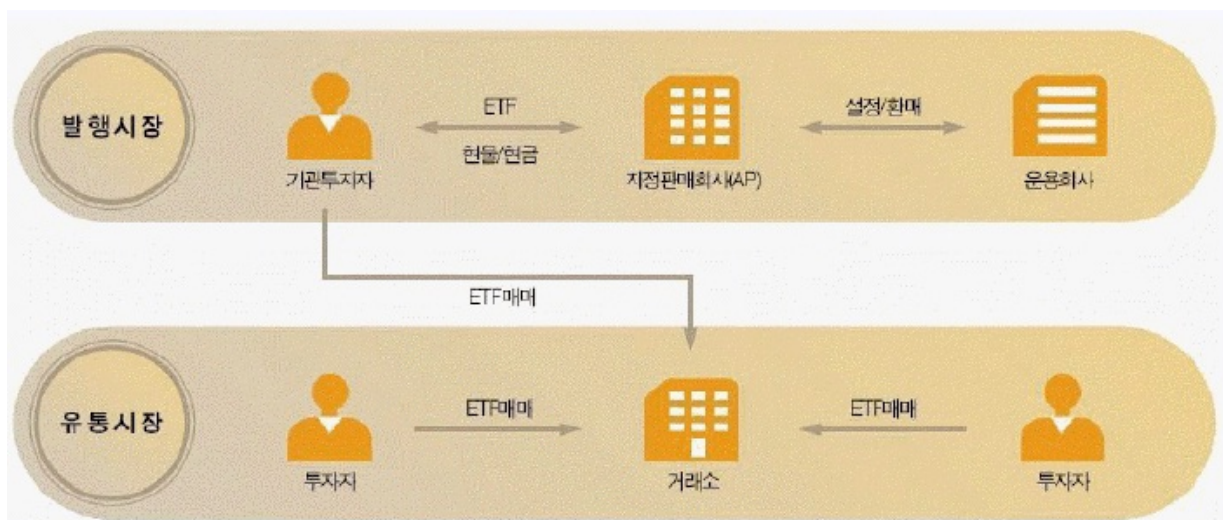 발행시장
ETF
현물/현금
설정/환매
기관투자자
지정판매회사(AP)
운용회사
ETF매매
유통시장
ETF매매
ETF매매
투자자
거래소
투자자